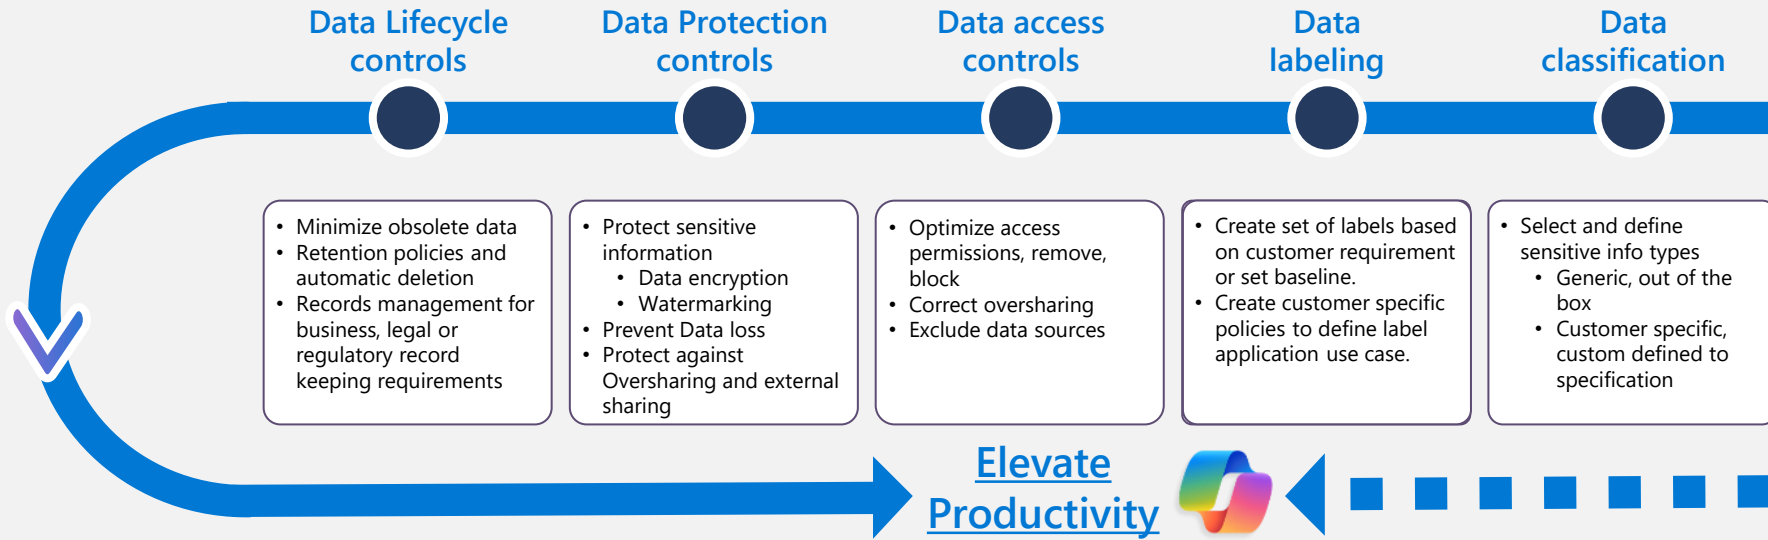 Data Lifecycle
controls
Data Protection
controls
Data access
controls
Data
labeling
Data
classification
• Minimize obsolete data
• Retention policies and
automatic deletion
• Records management for
business, legal or
regulatory record
keeping requirements
• Protect sensitive
information
• Data encryption
• Watermarking
• Prevent Data loss
• Protect against
Oversharing and external
sharing
• Optimize access
permissions, remove,
block
• Correct oversharing
• Exclude data sources
• Create set of labels based
on customer requirement
or set baseline.
• Create customer specific
policies to define label
application use case.
• Select and define
sensitive info types
• Generic, out of the
box
• Customer specific,
custom defined to
specification
Elevate
Productivity